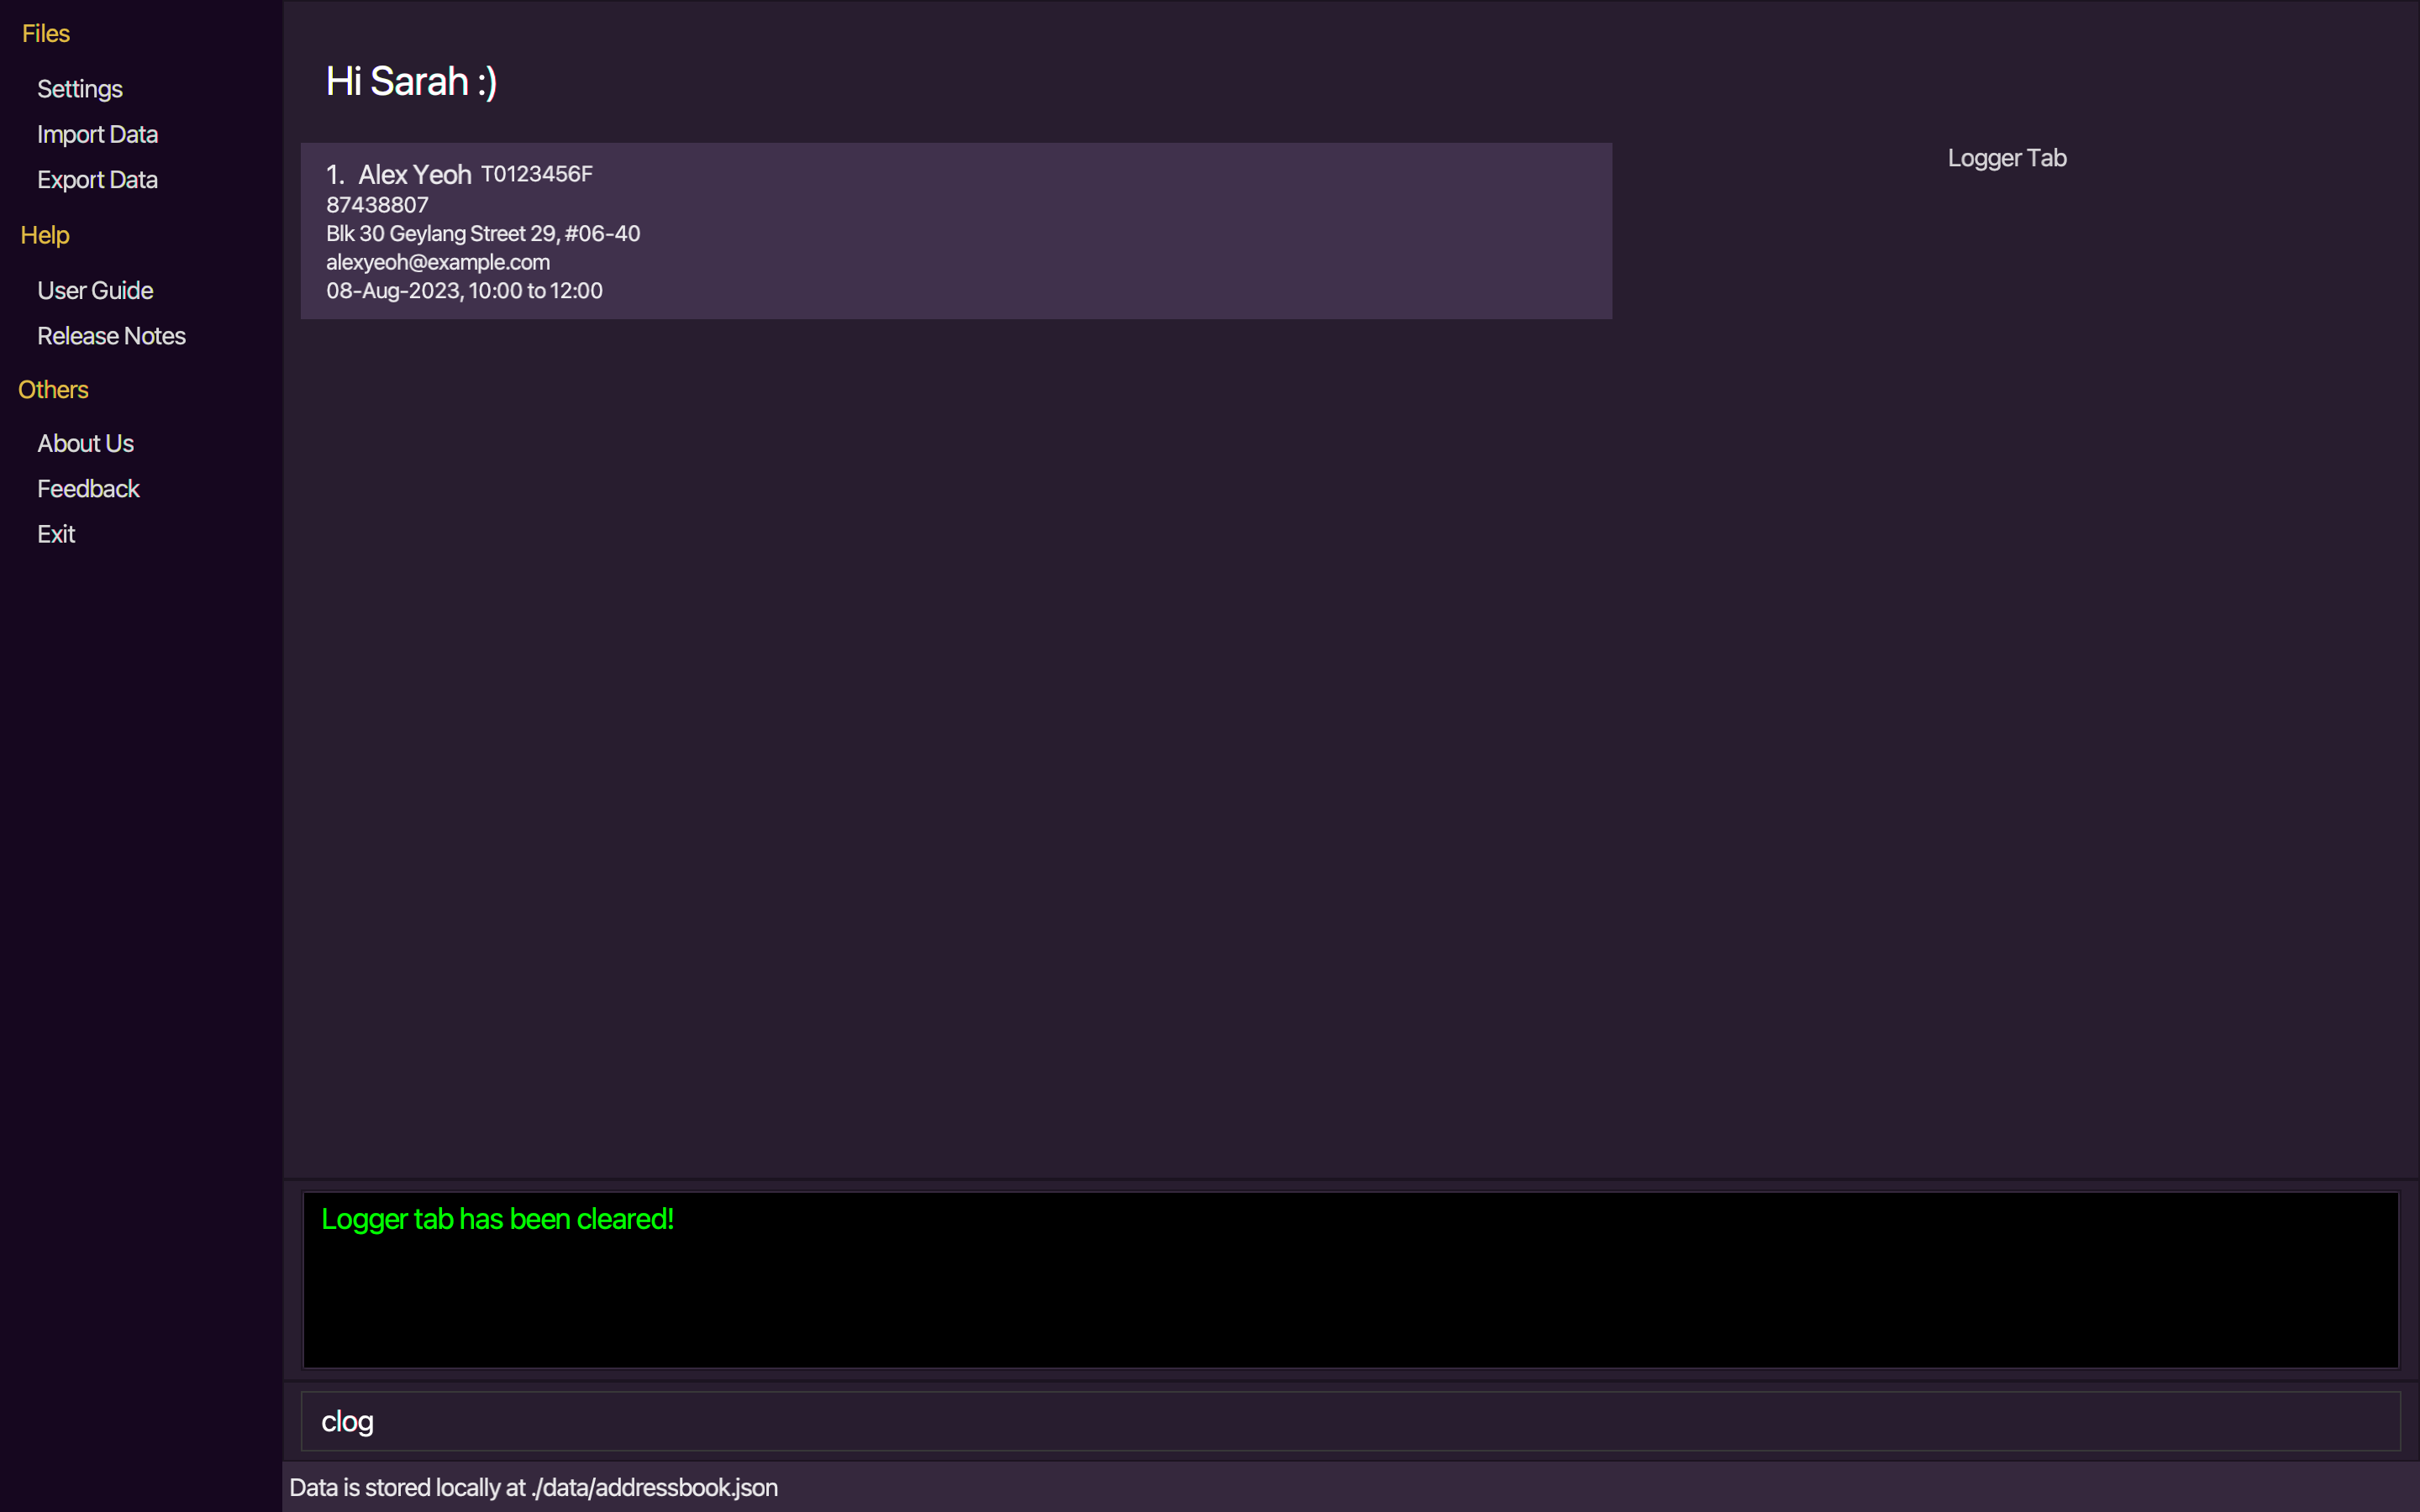 Files
Settings
Import Data
Export Data
Help
User Guide
Release Notes
Others
About Us
Feedback
Exit
Hi Sarah :)
1. Alex Yeoh T0123456F
87438807
Blk 30 Geylang Street 29, #06-40
alexyeoh@example.com
08-Aug-2023, 10:00 to 12:00
Logger Tab
Logger tab has been cleared!
clog
Data is stored locally at ./data/addressbook.json